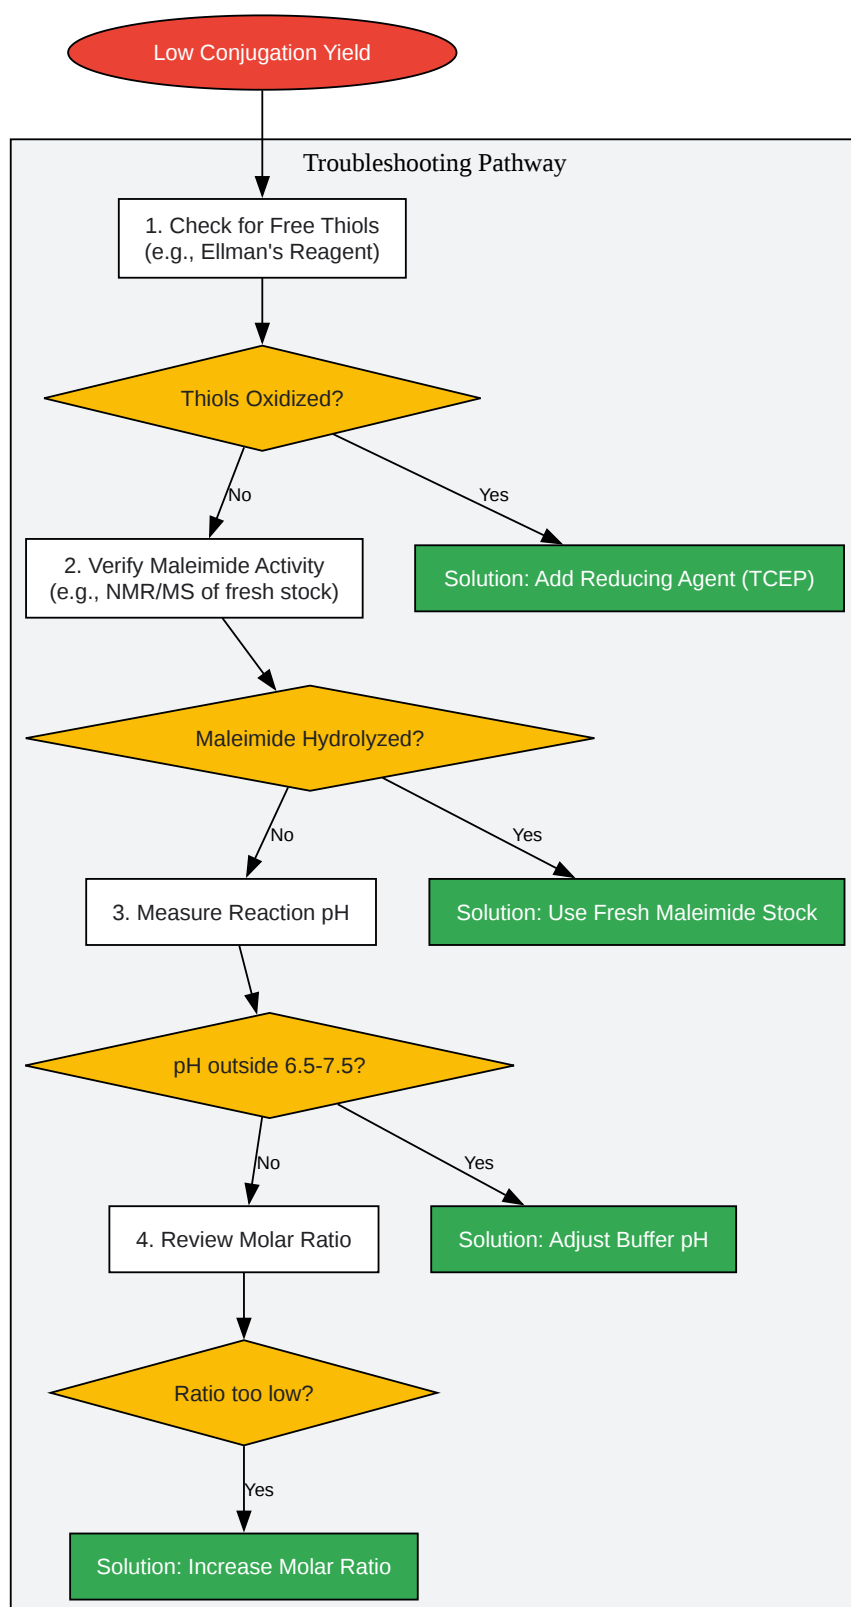 Low Conjugation Yield
Troubleshooting Pathway
1. Check for Free Thiols
(e.g., Ellman's Reagent)
Thiols Oxidized?
No
Yes
2. Verify Maleimide Activity
(e.g., NMR/MS of fresh stock)
Solution: Add Reducing Agent (TCEP)
Maleimide Hydrolyzed?
No
Yes
3. Measure Reaction pH
Solution: Use Fresh Maleimide Stock
pH outside 6.5-7.5?
No
Yes
4. Review Molar Ratio
Solution: Adjust Buffer pH
Ratio too low?
Yes
Solution: Increase Molar Ratio